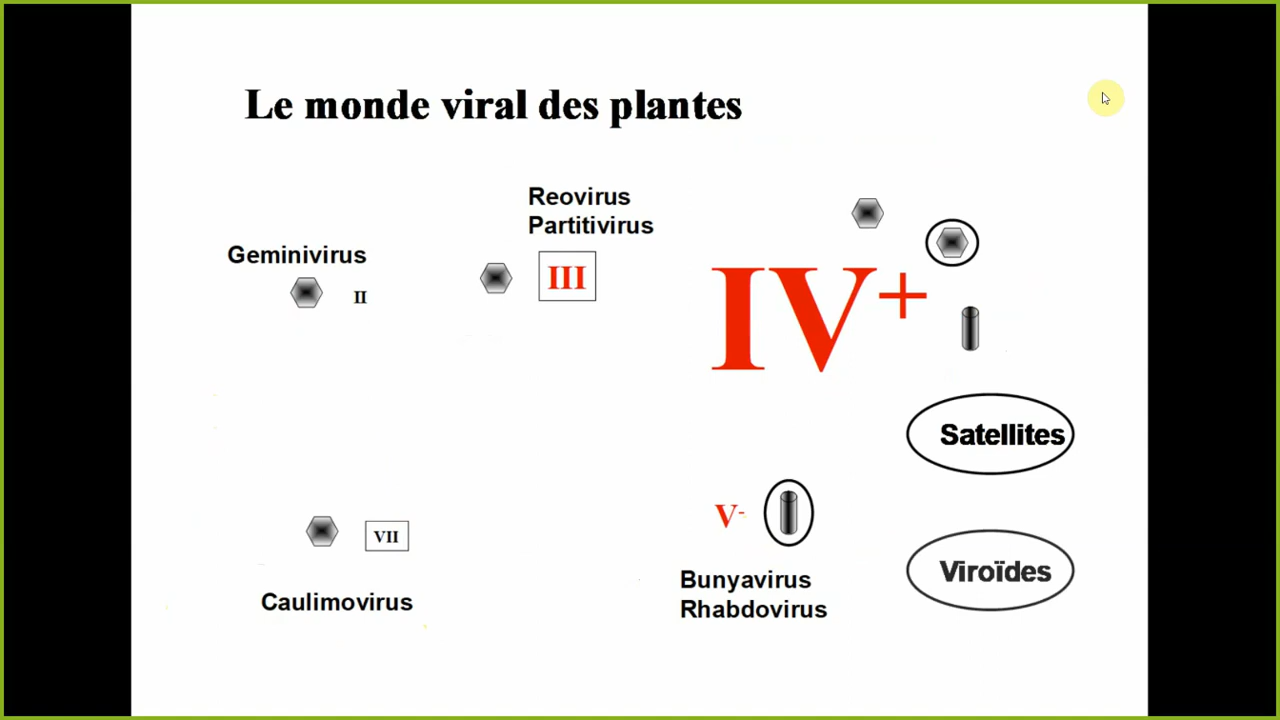 Le monde viral des plantes
Reovirus
Partitivirus
Geminivirus
II
III
IV+
Satellites
VII
V-
Viroïdes
Caulimovirus
Bunyavirus
Rhabdovirus